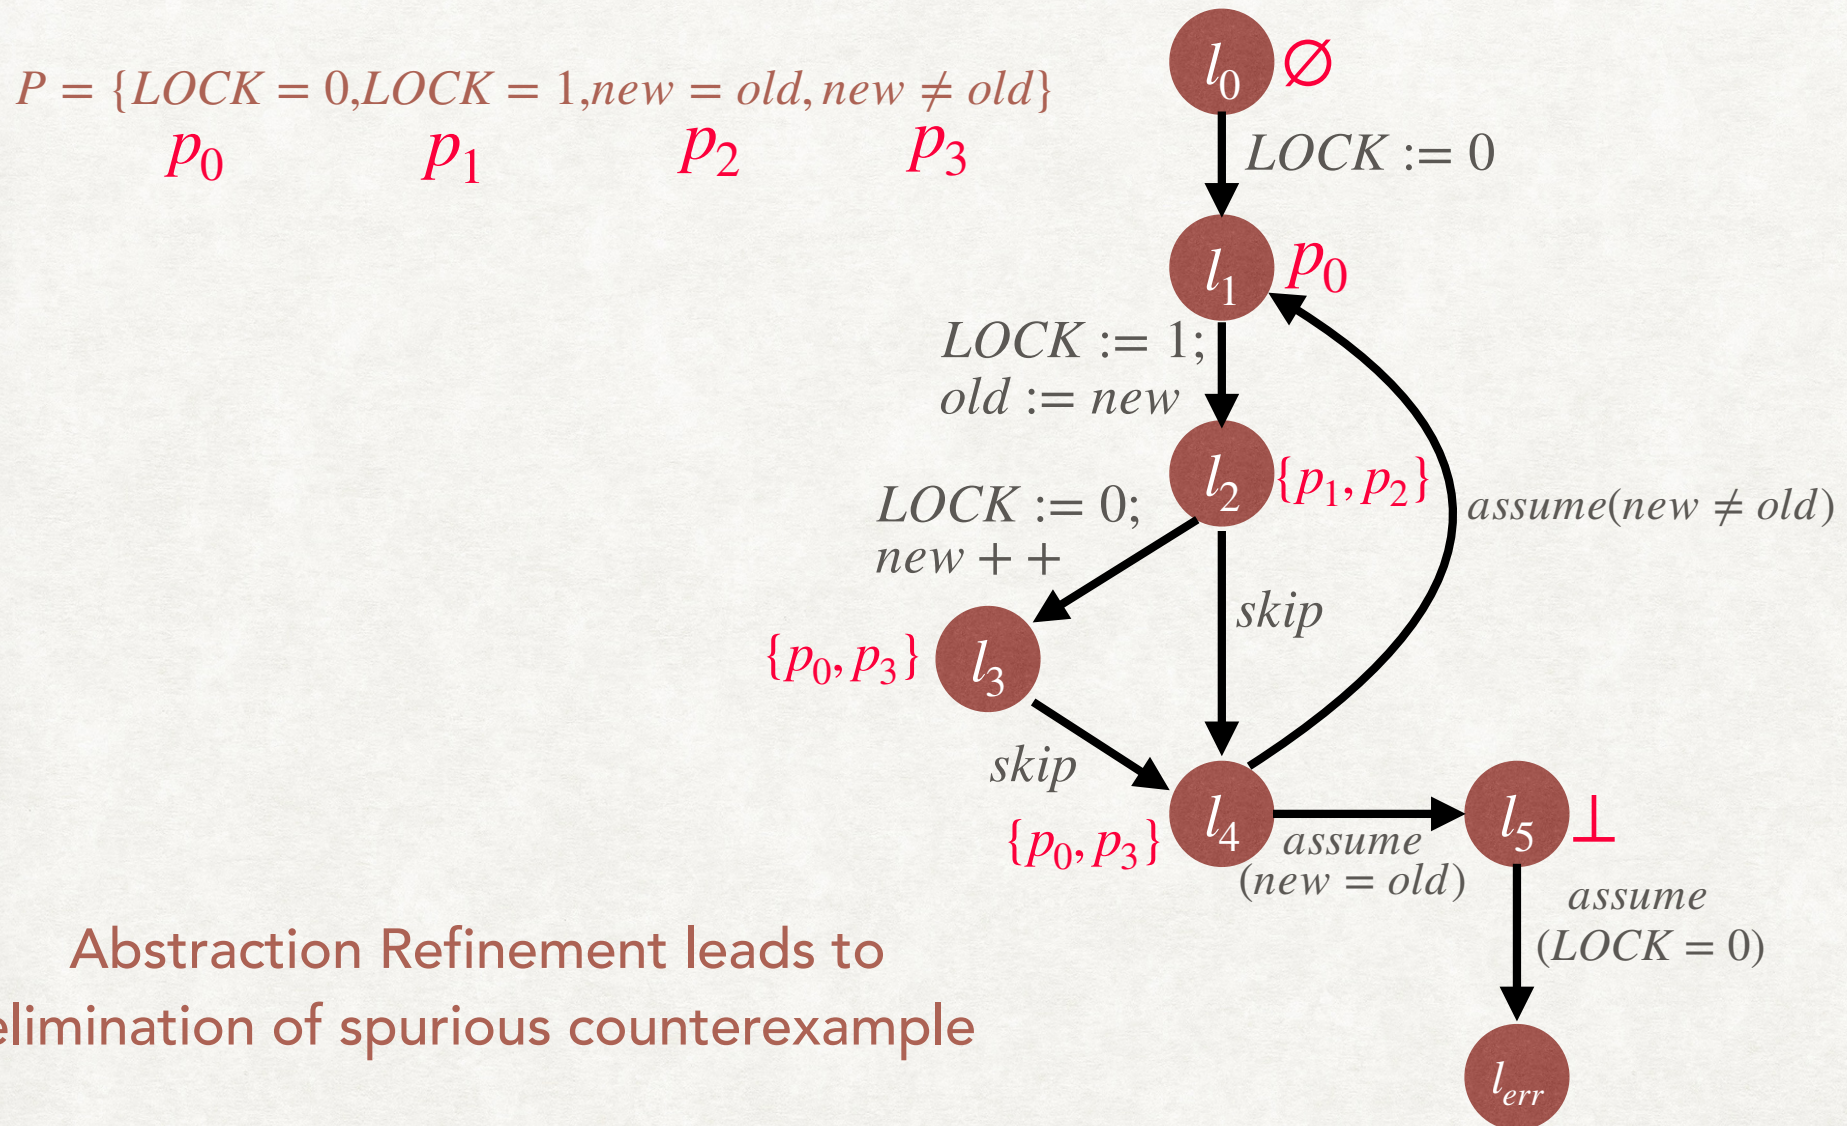 l₀ ∅
P = {LOCK = 0,LOCK = 1,new = old, new ≠ old}
p₀ p₁ p₂ p₃
LOCK := 0
l₁ p₀
LOCK := 1;
old := new
l₂ {p₁, p₂}
assume(new ≠ old)
LOCK := 0;
new + +
skip
{p₀, p₃} l₃
skip
{p₀, p₃} l₄
assume
(new = old)
l₅ ⊥
assume
(LOCK = 0)
Abstraction Refinement leads to
elimination of spurious counterexample
l_err